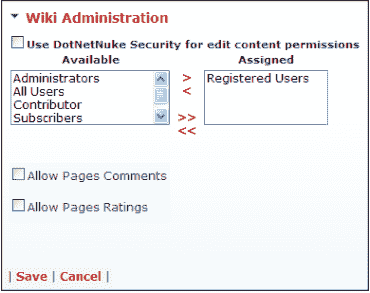 Wiki Administration
Use DotNetNuke Security for edit content permissions
Available Assigned
Administrators > Registered Users
All Users <
Contributor
Subscribers >>
<<
Allow Pages Comments
Allow Pages Ratings
| Save | Cancel |